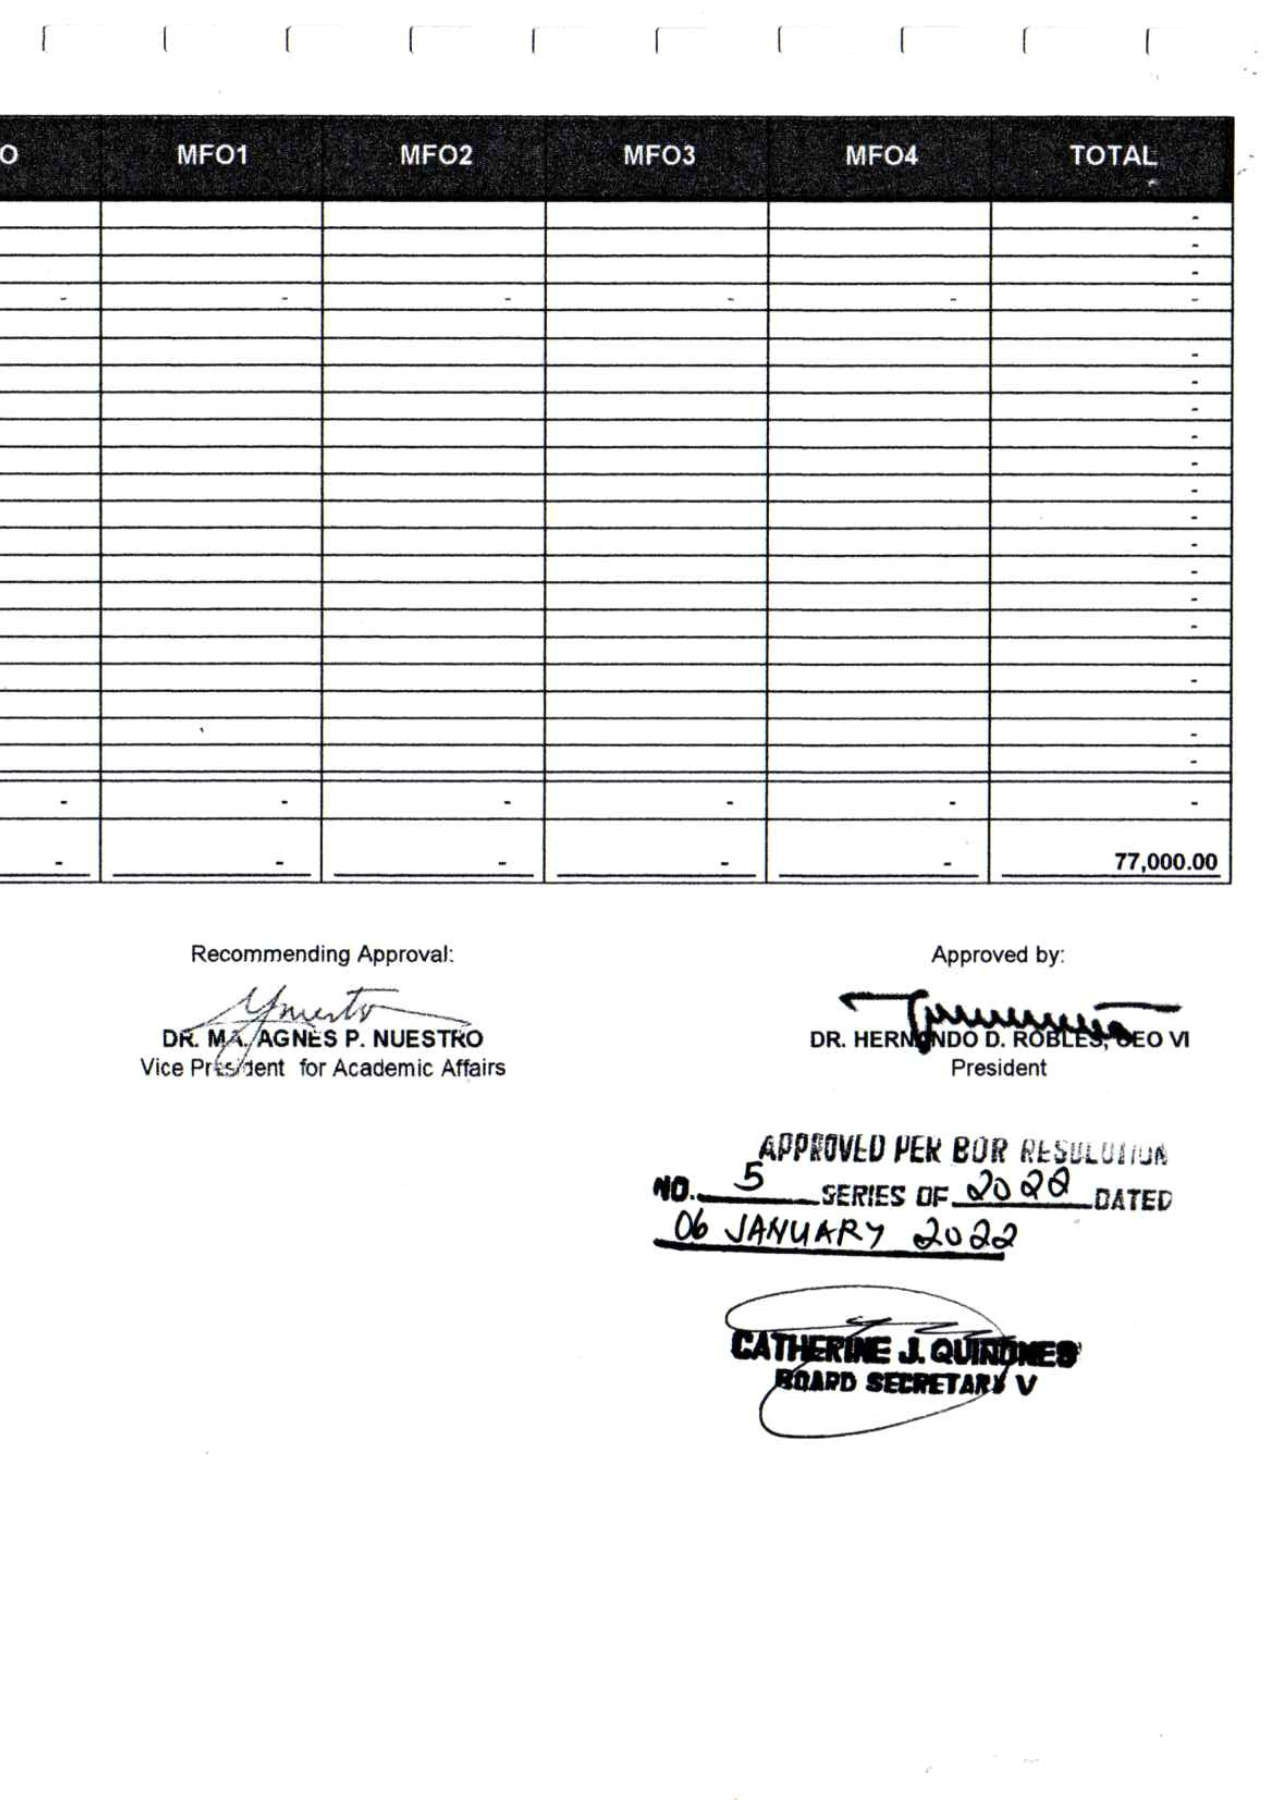 O MFO1 MFO2 MFO3 MFO4 TOTAL
-
-
-
- - - - - -
-
-
-
-
-
-
-
-
-
-
-
-
-
-
- - - - - -
- - - - - 77,000.00
Recommending Approval: Approved by:
DR. MA. AGNES P. NUESTRO DR. HERNANDO D. ROBLES, CEO VI
Vice President for Academic Affairs President
APPROVED PER BOR RESOLUTION
NO. 5 SERIES OF 2022 DATED
06 JANUARY 2022
CATHERINE J. QUIÑONES
BOARD SECRETARY V